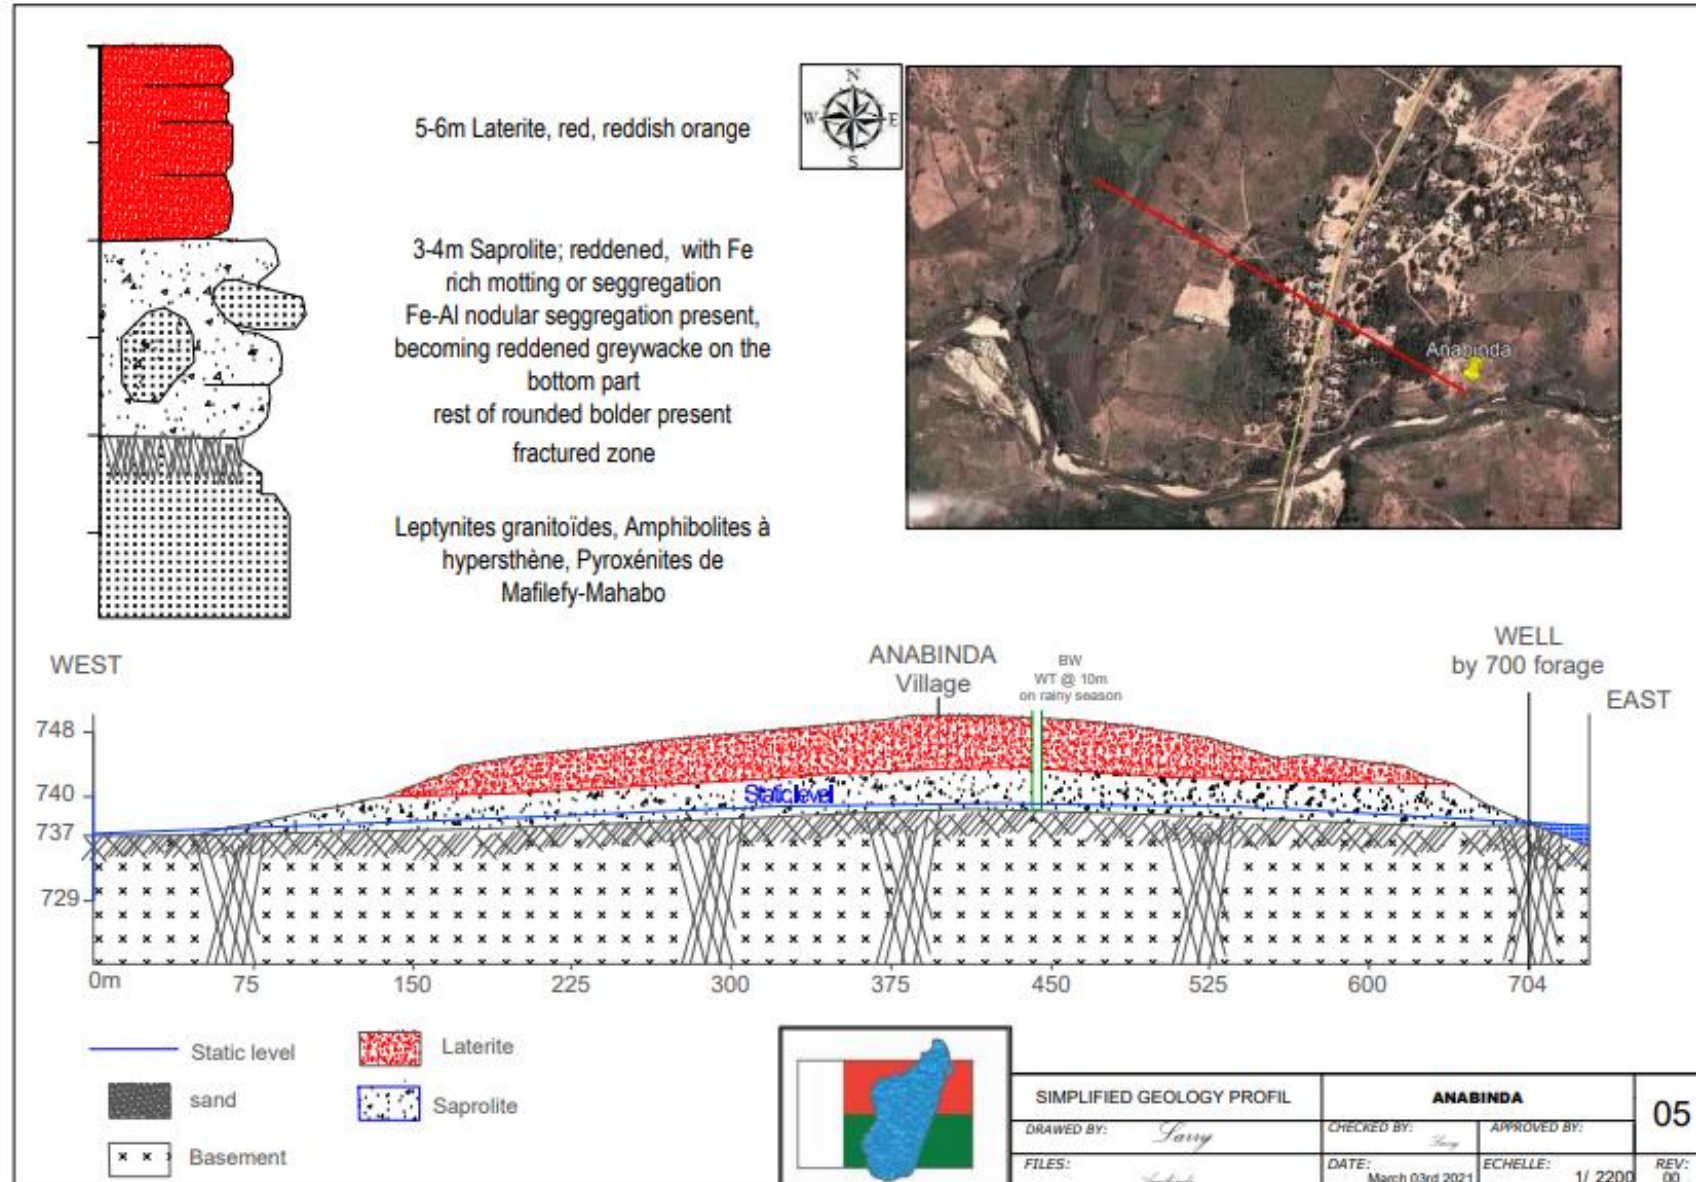 5-6m Laterite, red, reddish orange
3-4m Saprolite; reddened, with Fe
rich motting or seggregation
Fe-Al nodular seggregation present,
becoming reddened greywacke on the
bottom part
rest of rounded bolder present
fractured zone
Leptynites granitoïdes, Amphibolites à
hypersthène, Pyroxénites de
Mafilefy-Mahabo
N
W E
S
Anabinda
WEST
ANABINDA
Village
BW
WT @ 10m
on rainy season
WELL
by 700 forage
EAST
748
740
737
729
Static level
0m 75 150 225 300 375 450 525 600 704
Static level
Laterite
sand
Saprolite
Basement
SIMPLIFIED GEOLOGY PROFIL
ANABINDA
05
DRAWED BY: Larry
CHECKED BY:
APPROVED BY:
FILES:
DATE: March 03rd 2021
ECHELLE: 1/ 2200
REV: 00